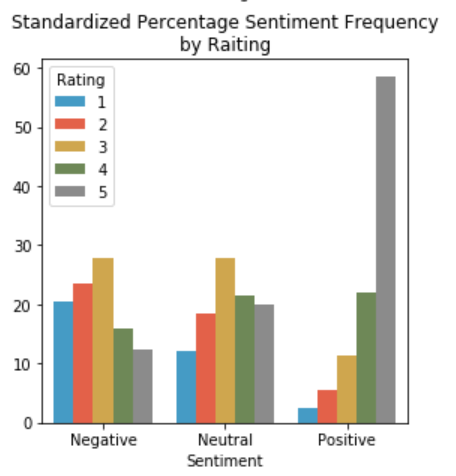 Standardized Percentage Sentiment Frequency
by Raiting
60
50
40
30
20
10
0
Rating
1
2
3
4
5
Negative Neutral Positive
Sentiment